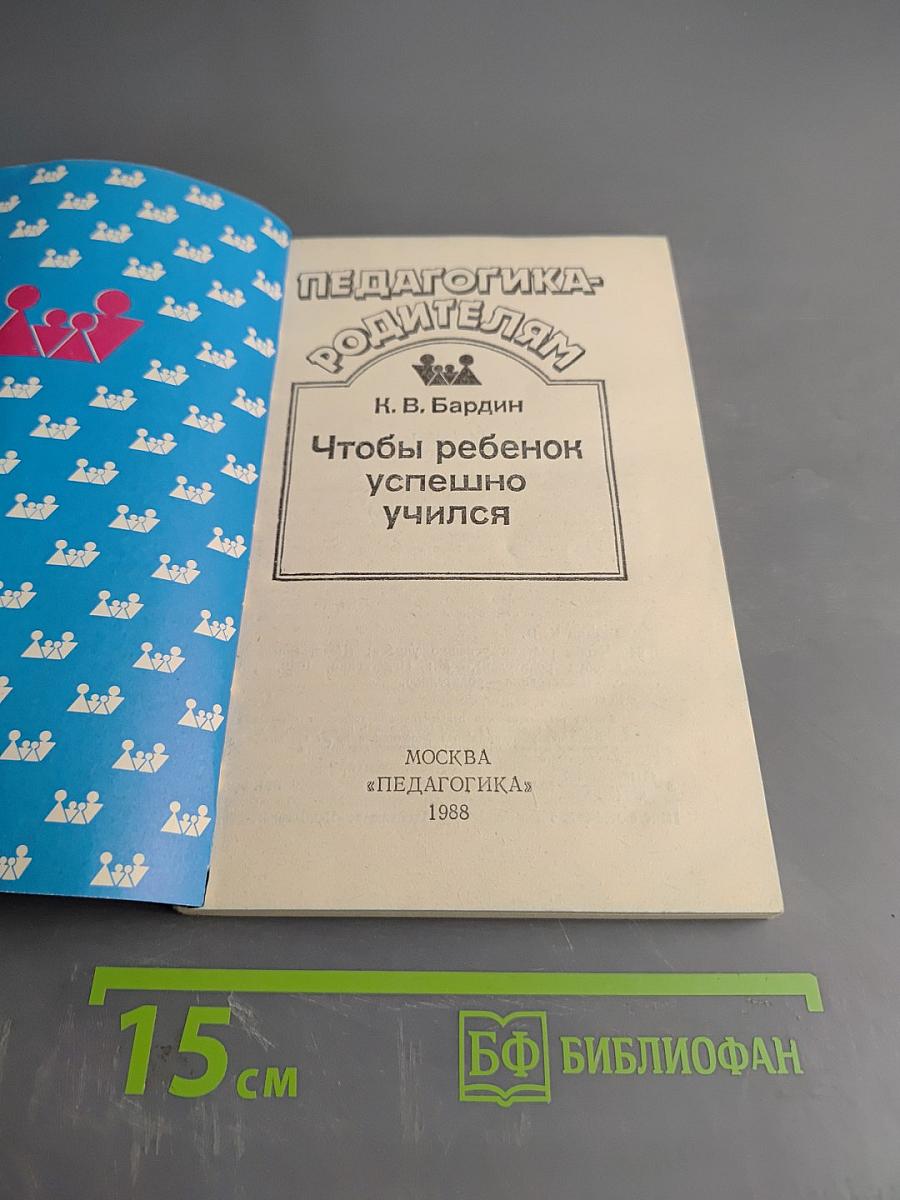 ПЕДАГОГИКА-
РОДИТЕЛЯМ
К. В. Бардин
Чтобы ребенок
успешно
учился
МОСКВА
«ПЕДАГОГИКА»
1988
15 см
БФ БИБЛИОФАН